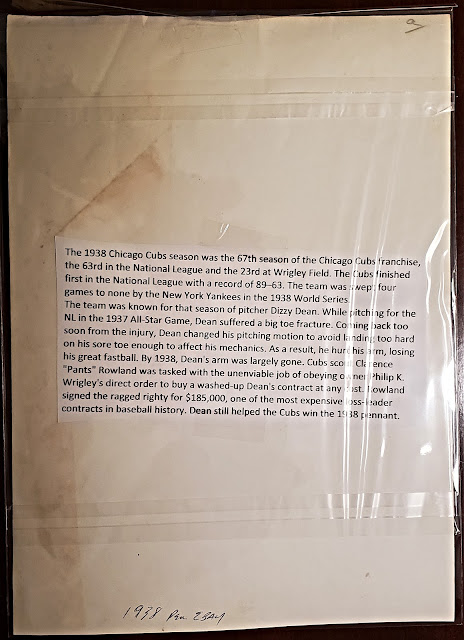 The 1938 Chicago Cubs season was the 67th season of the Chicago Cubs franchise,
the 63rd in the National League and the 23rd at Wrigley Field. The Cubs finished
first in the National League with a record of 89–63. The team was swept four
games to none by the New York Yankees in the 1938 World Series.
The team was known for that season of pitcher Dizzy Dean. While pitching for the
NL in the 1937 All-Star Game, Dean suffered a big toe fracture. Coming back too
soon from the injury, Dean changed his pitching motion to avoid landing too hard
on his sore toe enough to affect his mechanics. As a result, he hurt his arm, losing
his great fastball. By 1938, Dean's arm was largely gone. Cubs scout Clarence
"Pants" Rowland was tasked with the unenviable job of obeying owner Philip K.
Wrigley's direct order to buy a washed-up Dean's contract at any cost. Rowland
signed the ragged righty for $185,000, one of the most expensive loss-leader
contracts in baseball history. Dean still helped the Cubs win the 1938 pennant.
1938